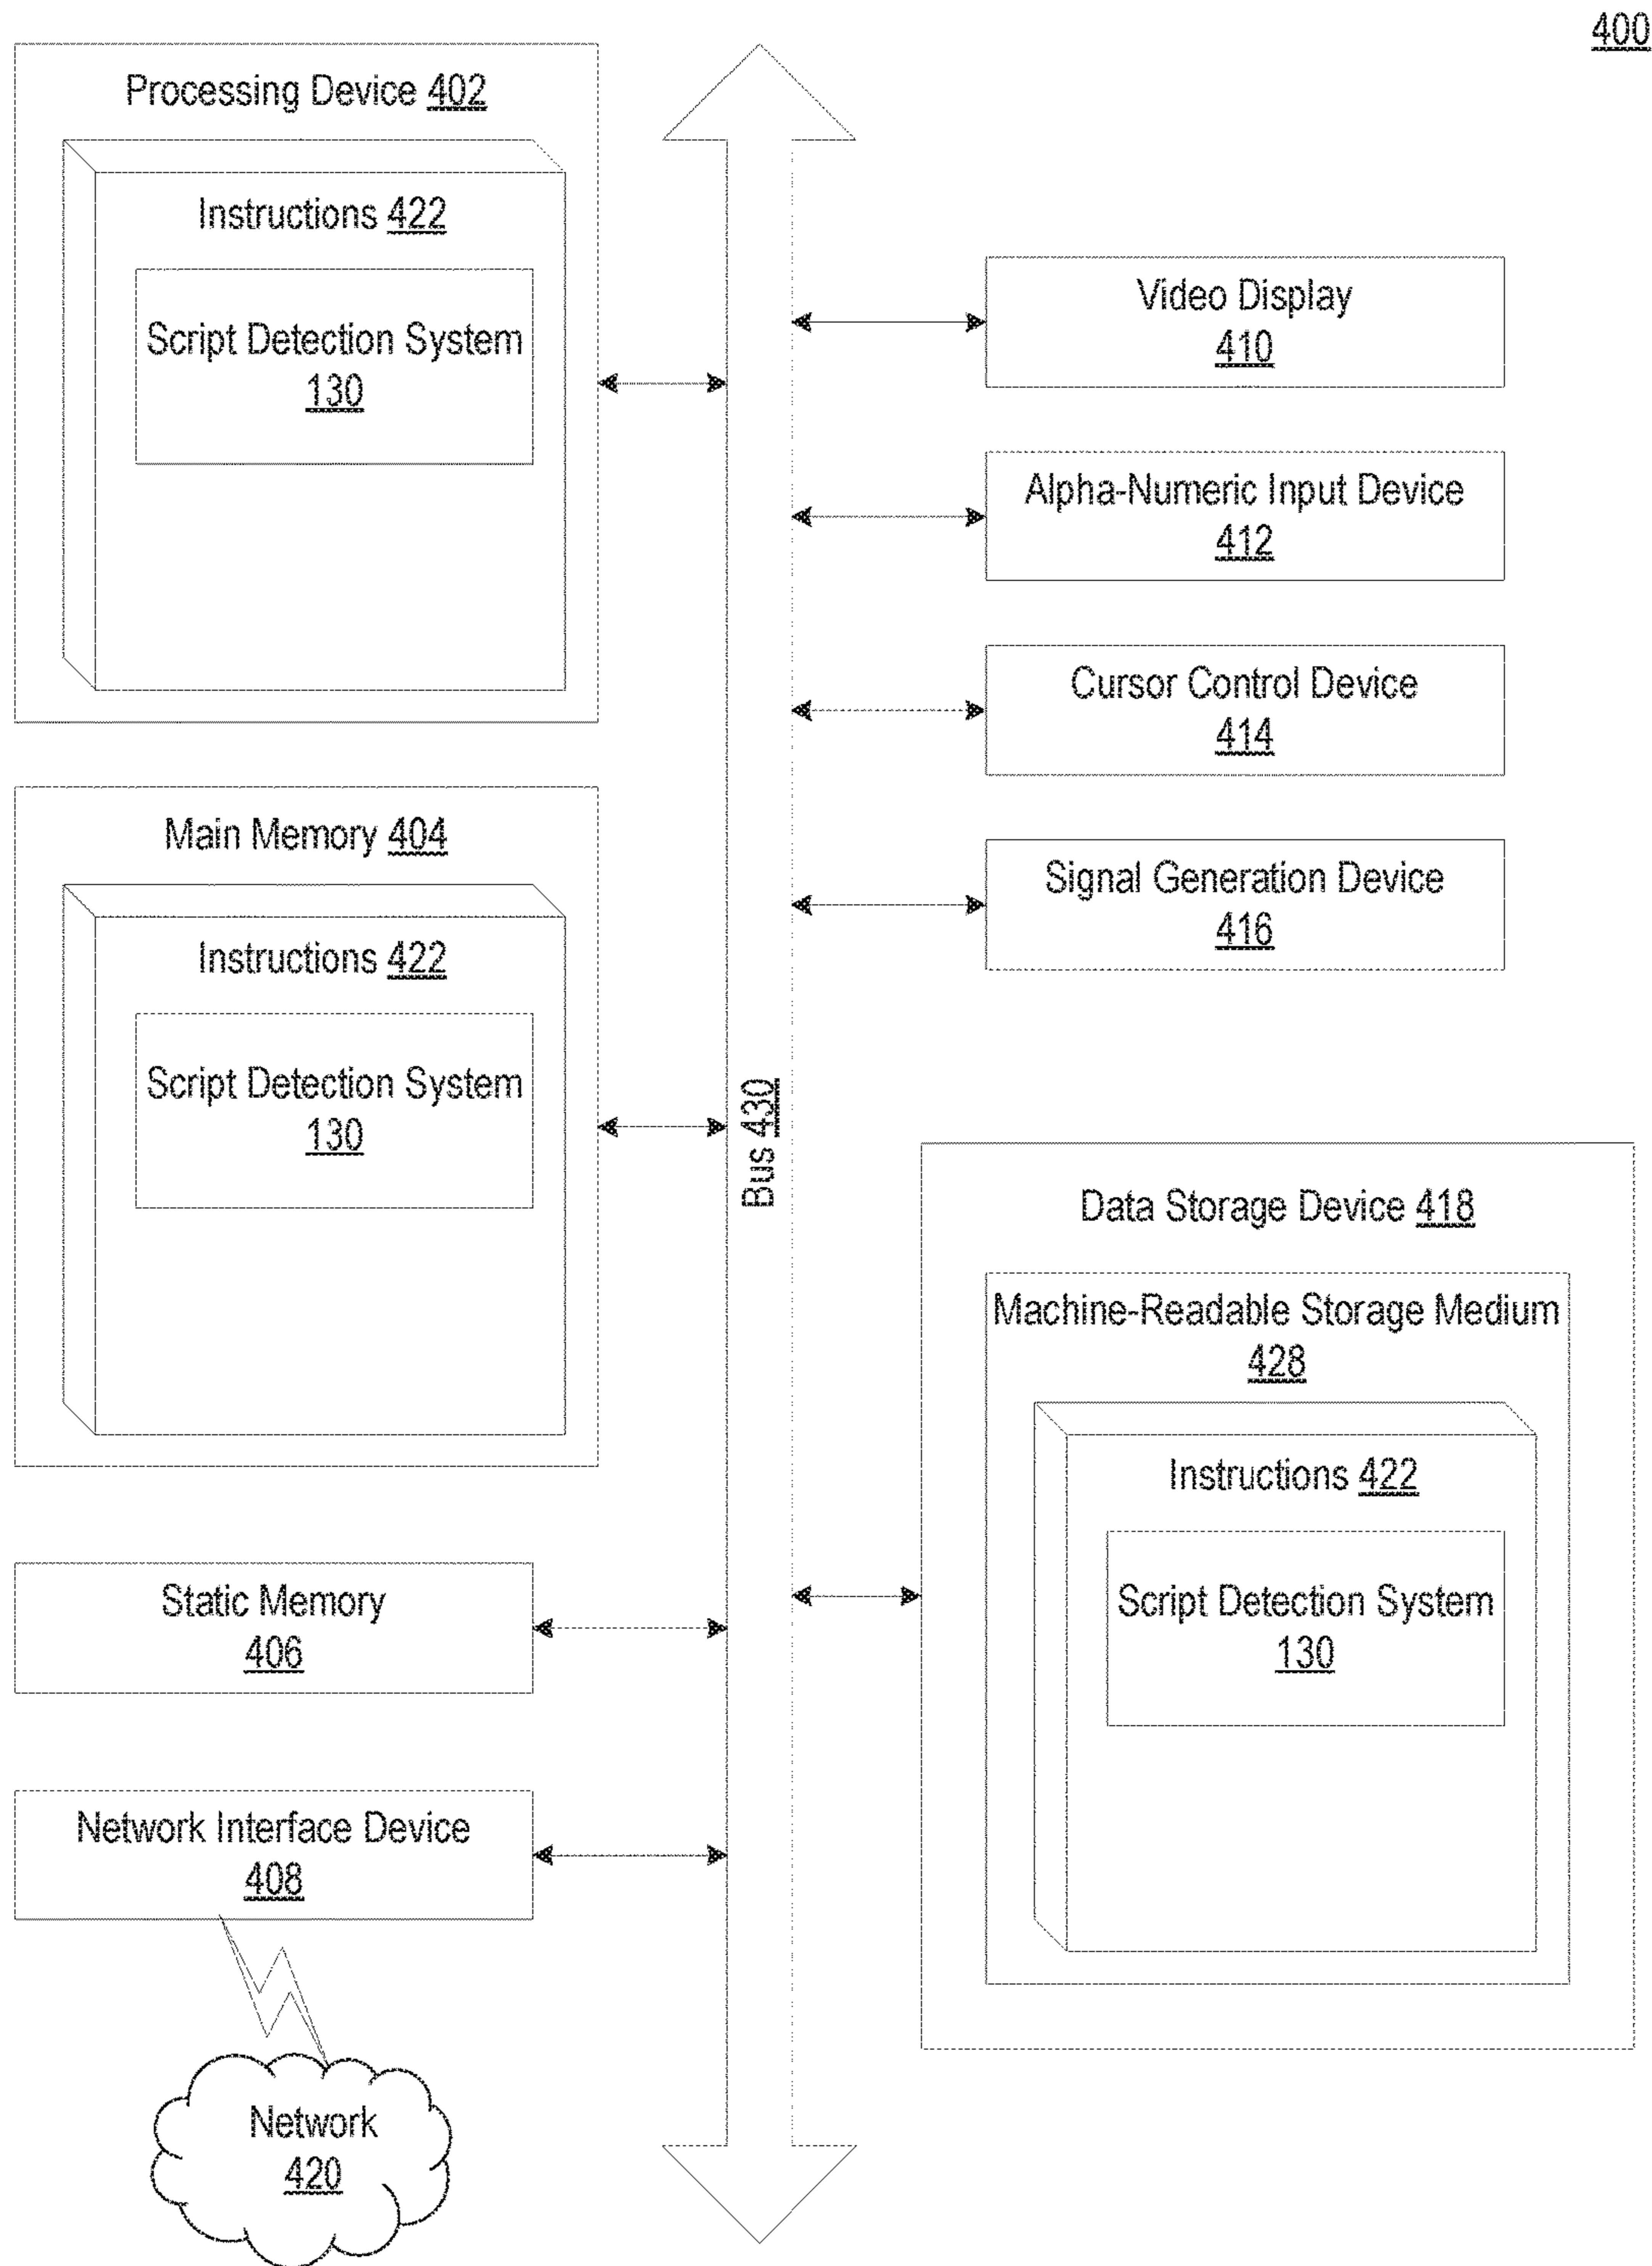 400
Processing Device 402
Instructions 422
Script Detection System
130
Main Memory 404
Instructions 422
Script Detection System
130
Static Memory
406
Network Interface Device
408
Network
420
Bus 430
Video Display
410
Alpha-Numeric Input Device
412
Cursor Control Device
414
Signal Generation Device
416
Data Storage Device 418
Machine-Readable Storage Medium
428
Instructions 422
Script Detection System
130